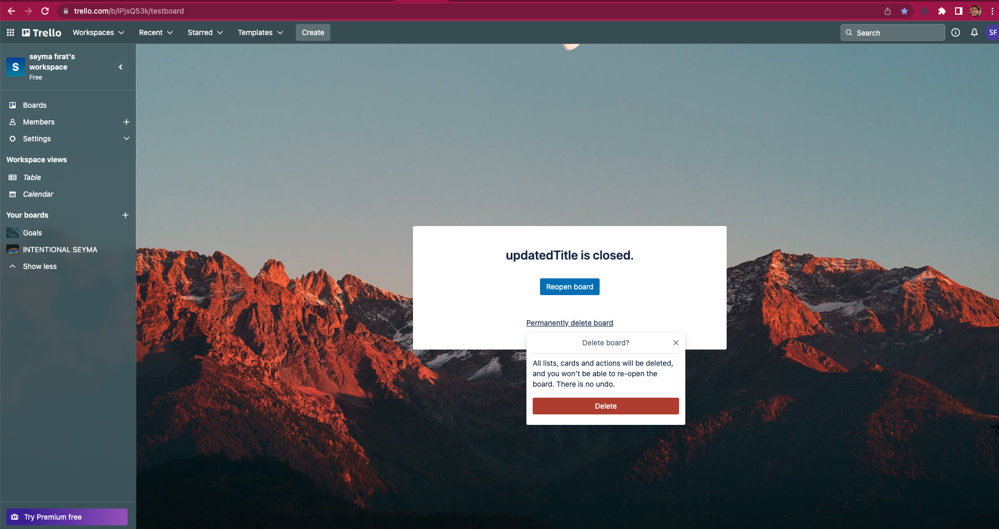 trello.com/b/lPjsQ53k/testboard
Trello
Workspaces
Recent
Starred
Templates
Create
Search
SF
S
seyma fırat's
workspace
Free
Boards
Members
Settings
Workspace views
Table
Calendar
Your boards
Goals
INTENTIONAL SEYMA
Show less
updatedTitle is closed.
Reopen board
Permanently delete board
Delete board?
All lists, cards and actions will be deleted,
and you won’t be able to re-open the
board. There is no undo.
Delete
Try Premium free